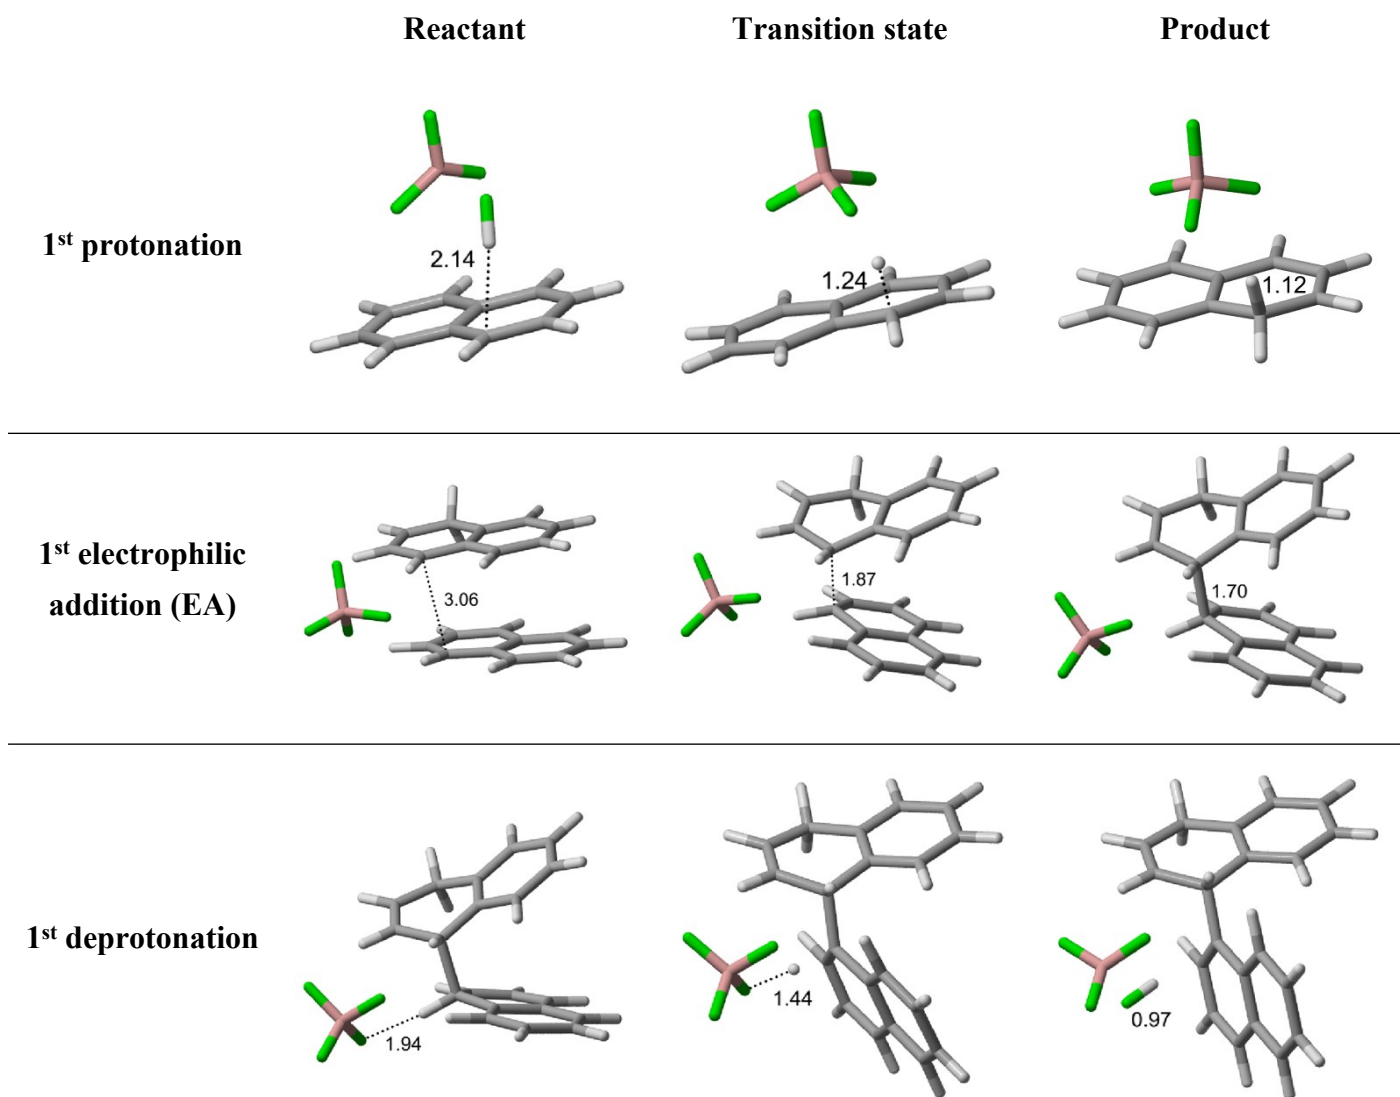 Reactant Transition state Product
1st protonation
2.14
1.24
1.12
1st electrophilic
addition (EA)
3.06
1.87
1.70
1st deprotonation
1.94
1.44
0.97